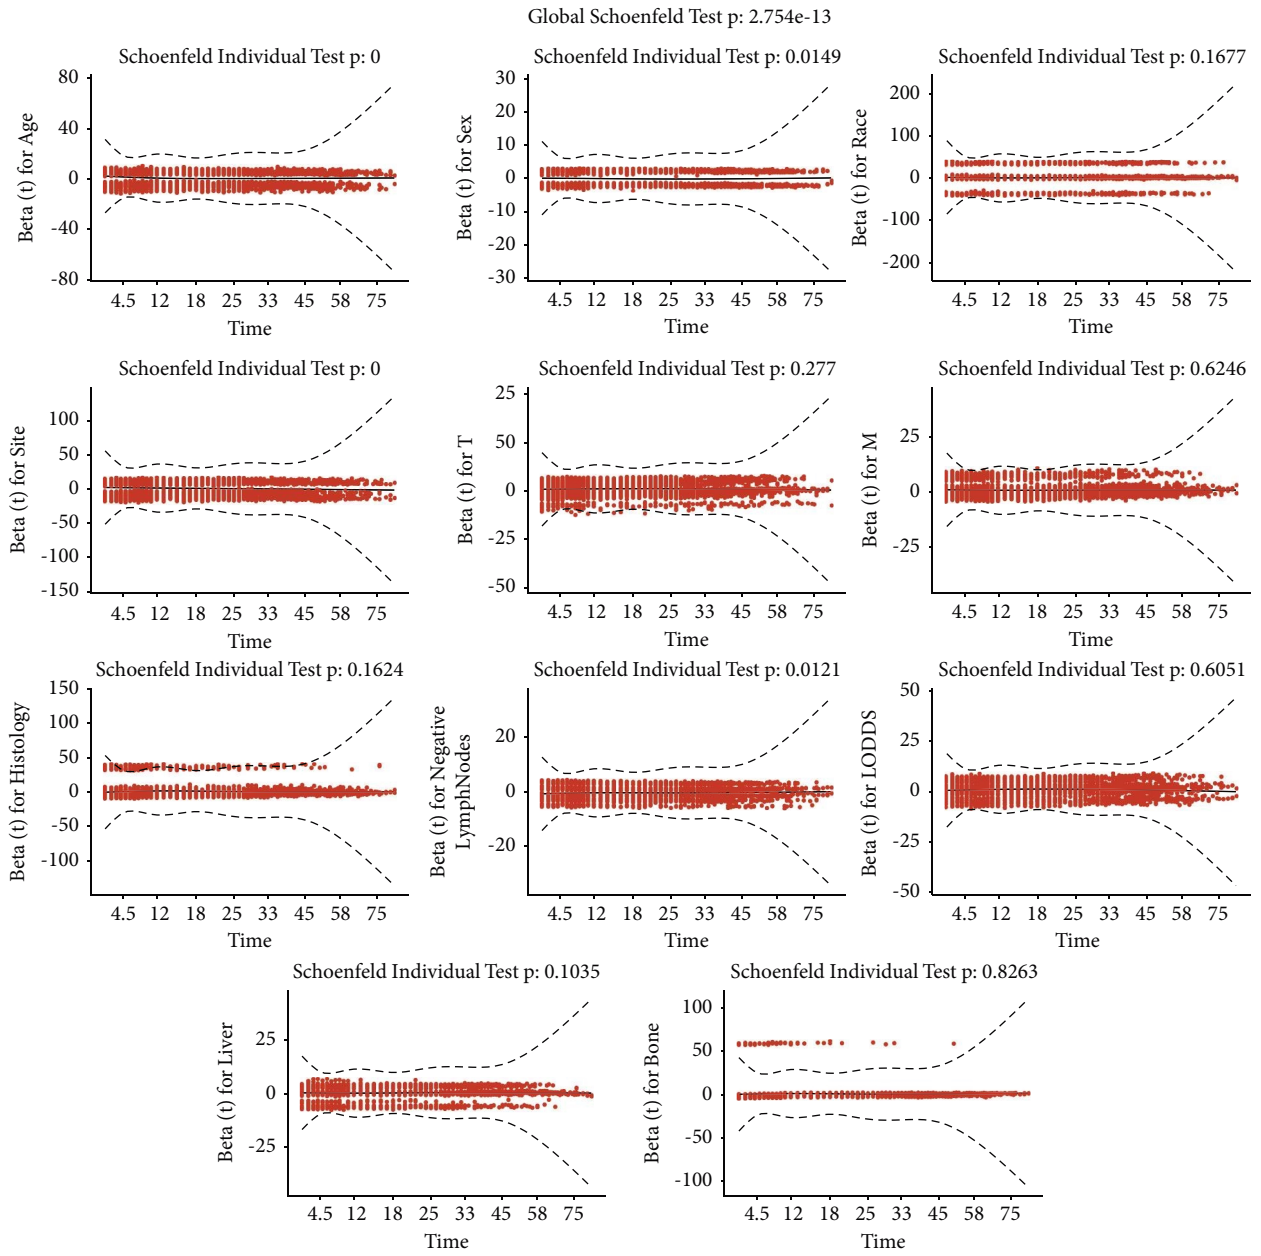 Global Schoenfeld Test p: 2.754e-13
Schoenfeld Individual Test p: 0
Beta (t) for Age
80
40
0
-40
-80
4.5 12 18 25 33 45 58 75
Time
Schoenfeld Individual Test p: 0.0149
Beta (t) for Sex
30
20
10
0
-10
-20
-30
4.5 12 18 25 33 45 58 75
Time
Schoenfeld Individual Test p: 0.1677
Beta (t) for Race
200
100
0
-100
-200
4.5 12 18 25 33 45 58 75
Time
Schoenfeld Individual Test p: 0
Beta (t) for Site
100
50
0
-50
-100
-150
4.5 12 18 25 33 45 58 75
Time
Schoenfeld Individual Test p: 0.277
Beta (t) for T
25
50
0
-25
-50
4.5 12 18 25 33 45 58 75
Time
Schoenfeld Individual Test p: 0.6246
Beta (t) for M
25
0
-25
4.5 12 18 25 33 45 58 75
Time
Schoenfeld Individual Test p: 0.1624
Beta (t) for Histology
150
100
50
0
-50
-100
4.5 12 18 25 33 45 58 75
Time
Schoenfeld Individual Test p: 0.0121
Beta (t) for Negative
LymphNodes
20
0
-20
4.5 12 18 25 33 45 58 75
Time
Schoenfeld Individual Test p: 0.6051
Beta (t) for LODDS
50
25
0
-25
-50
4.5 12 18 25 33 45 58 75
Time
Schoenfeld Individual Test p: 0.1035
Beta (t) for Liver
25
0
-25
4.5 12 18 25 33 45 58 75
Time
Schoenfeld Individual Test p: 0.8263
Beta (t) for Bone
100
50
0
-50
-100
4.5 12 18 25 33 45 58 75
Time